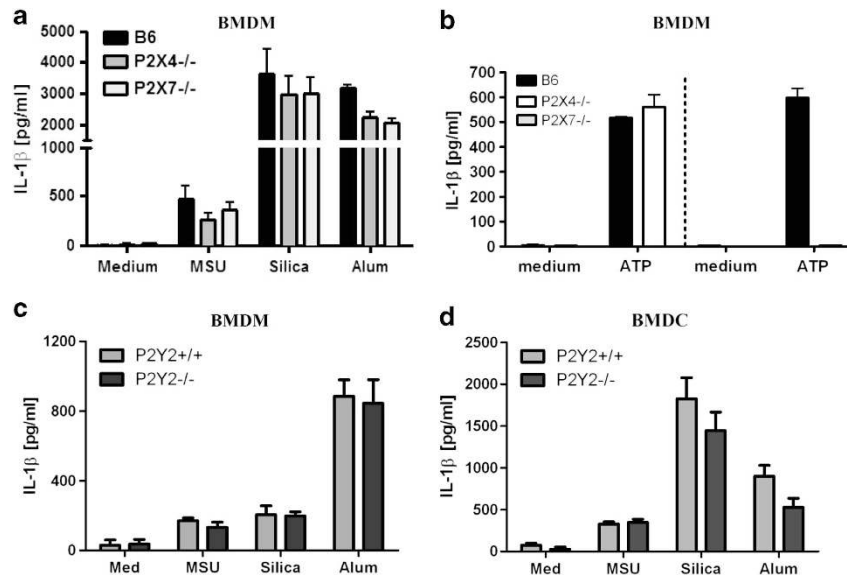 a
BMDM
B6
P2X4-/-
P2X7-/-
IL-1β [pg/ml]
5000
4000
3000
2000
500
0
Medium MSU Silica Alum
b
BMDM
B6
P2X4-/-
P2X7-/-
IL-1β [pg/ml]
700
600
500
400
300
200
100
0
medium ATP medium ATP
c
BMDM
P2Y2+/+
P2Y2-/-
IL-1β [pg/ml]
1200
800
400
0
Med MSU Silica Alum
d
BMDC
P2Y2+/+
P2Y2-/-
IL-1β [pg/ml]
2500
2000
1500
1000
500
0
Med MSU Silica Alum